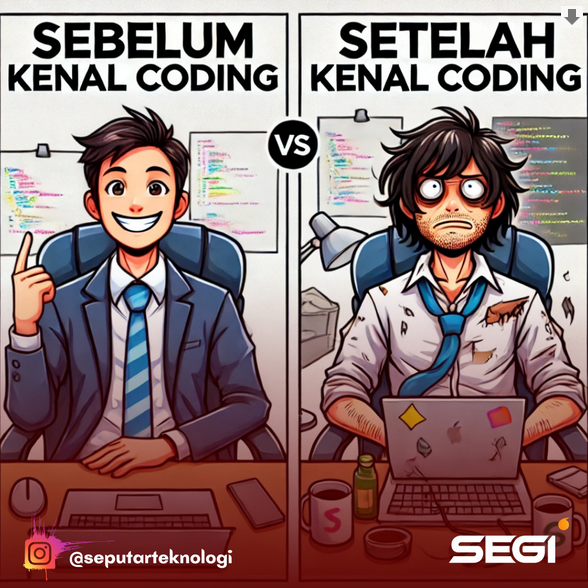 SEBELUM
KENAL CODING
VS
SETELAH
KENAL CODING
S
@seputarteknologi
SEGI